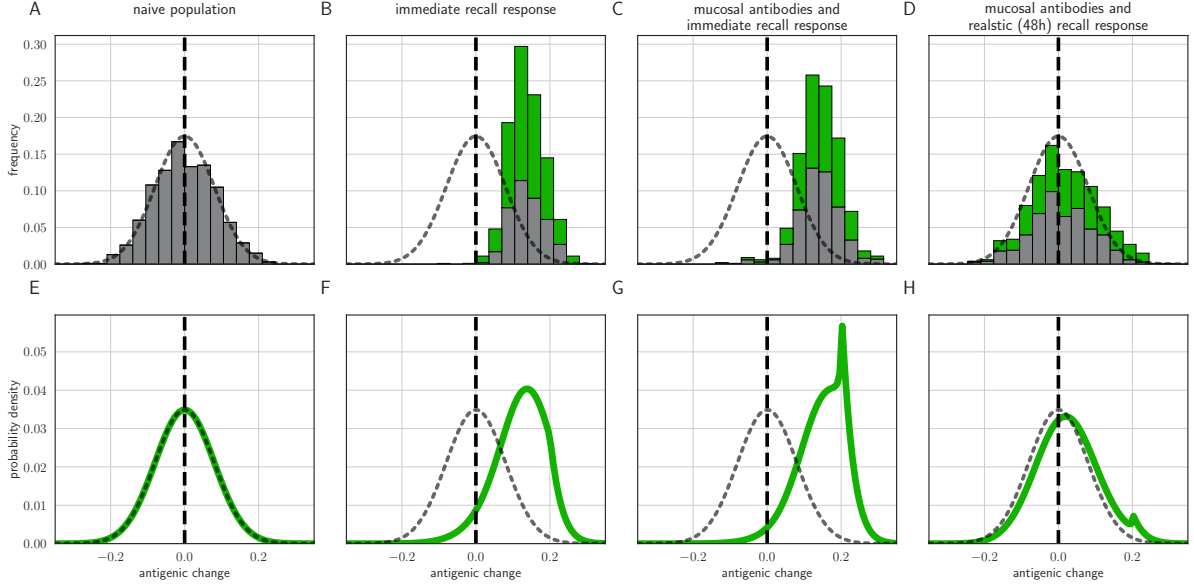 A
naive population
B
immediate recall response
C
mucosal antibodies and
immediate recall response
D
mucosal antibodies and
realstic (48h) recall response
frequency
0.30
0.25
0.20
0.15
0.10
0.05
0.00
E
F
G
H
probability density
0.05
0.04
0.03
0.02
0.01
0.00
−0.2
0.0
0.2
antigenic change
−0.2
0.0
0.2
antigenic change
−0.2
0.0
0.2
antigenic change
−0.2
0.0
0.2
antigenic change